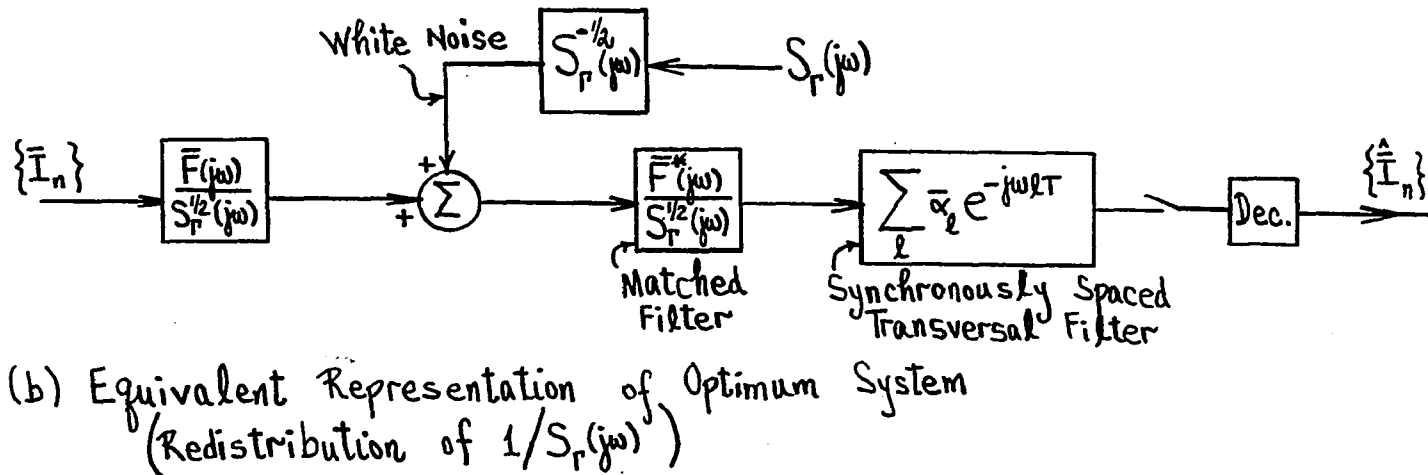 White Noise
S_r^{-1/2}(jω)
S_r(jω)
{Ī_n}
F̄(jω) / S_r^{1/2}(jω)
+
+
Σ
F̄*(jω) / S_r^{1/2}(jω)
Σ_ℓ ᾱ_ℓ e^{-jωℓT}
Dec.
{Î̄_n}
Matched
Filter
Synchronously Spaced
Transversal Filter
(b) Equivalent Representation of Optimum System
(Redistribution of 1/S_r(jω))